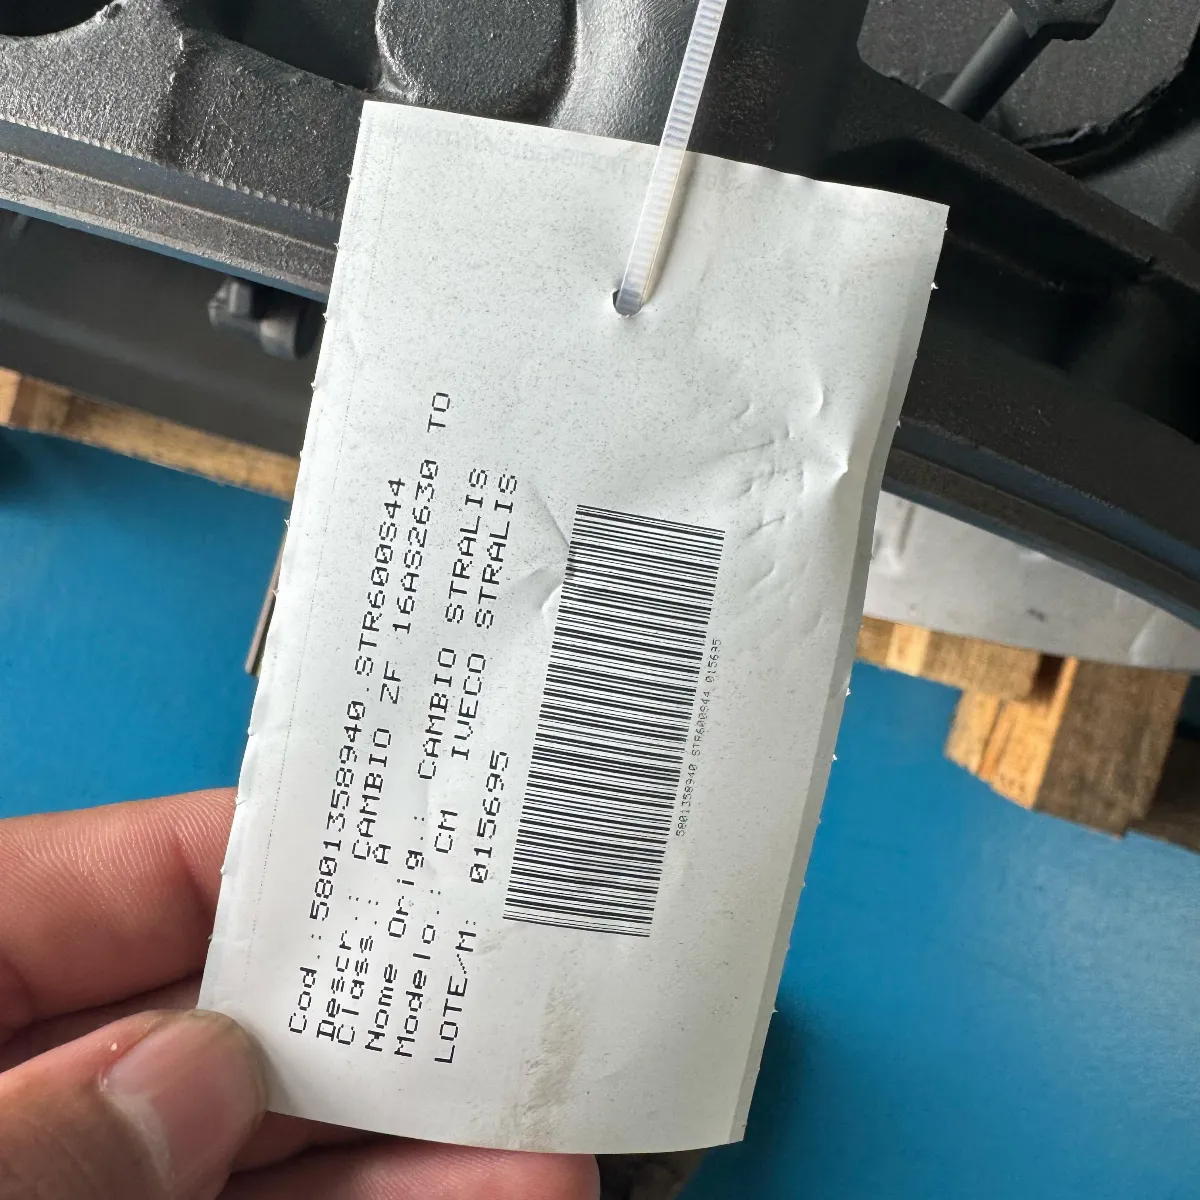 Cod.: 5801358940.STR600S44
Descr.: CAMBIO ZF 16AS2630 TO
Class.: A
Nome Orig.: CAMBIO STRALIS
Modelo.: CM IVECO STRALIS
LOTE/M: 015695
5801358940 STR600S44 015695